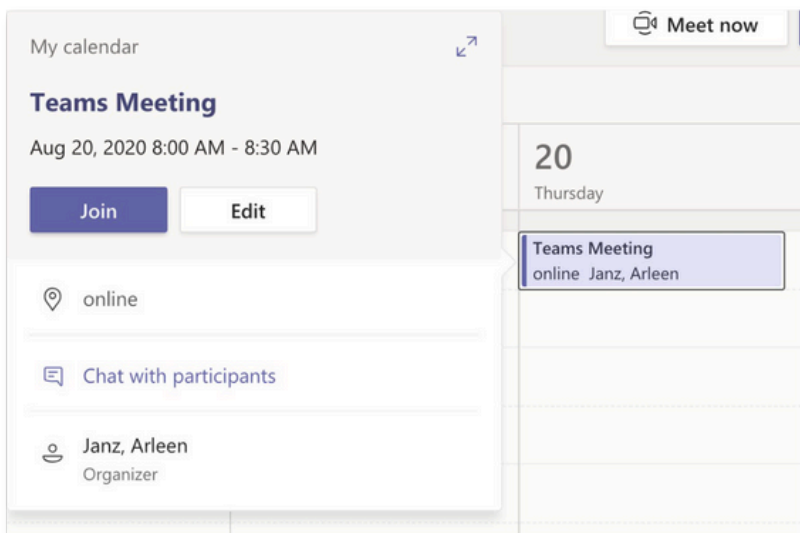 My calendar
Teams Meeting
Aug 20, 2020 8:00 AM - 8:30 AM
Join
Edit
online
Chat with participants
Janz, Arleen
Organizer
Meet now
20
Thursday
Teams Meeting
online Janz, Arleen